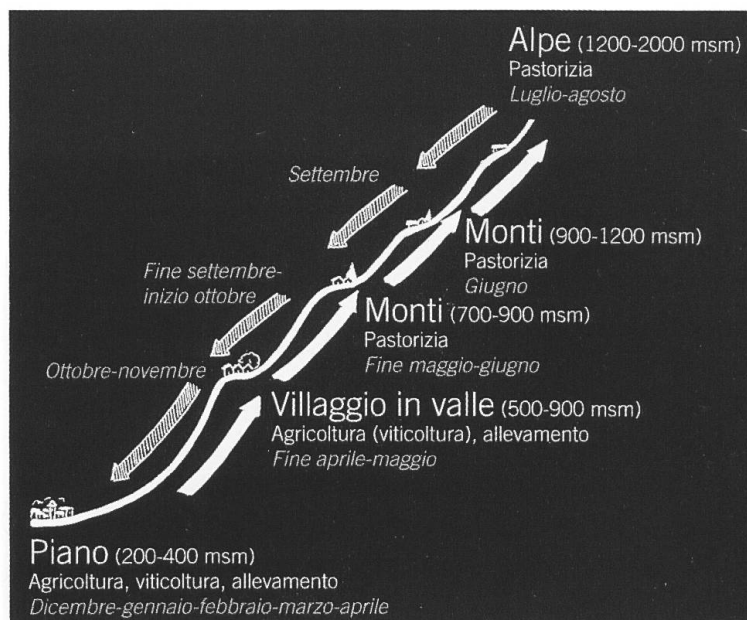 Alpe (1200-2000 msm)
Pastorizia
Luglio-agosto
Settembre
Monti (900-1200 msm)
Pastorizia
Giugno
Fine settembre-
inizio ottobre
Monti (700-900 msm)
Pastorizia
Fine maggio-giugno
Ottobre-novembre
Villaggio in valle (500-900 msm)
Agricoltura (viticoltura), allevamento
Fine aprile-maggio
Piano (200-400 msm)
Agricoltura, viticoltura, allevamento
Dicembre-gennaio-febbraio-marzo-aprile